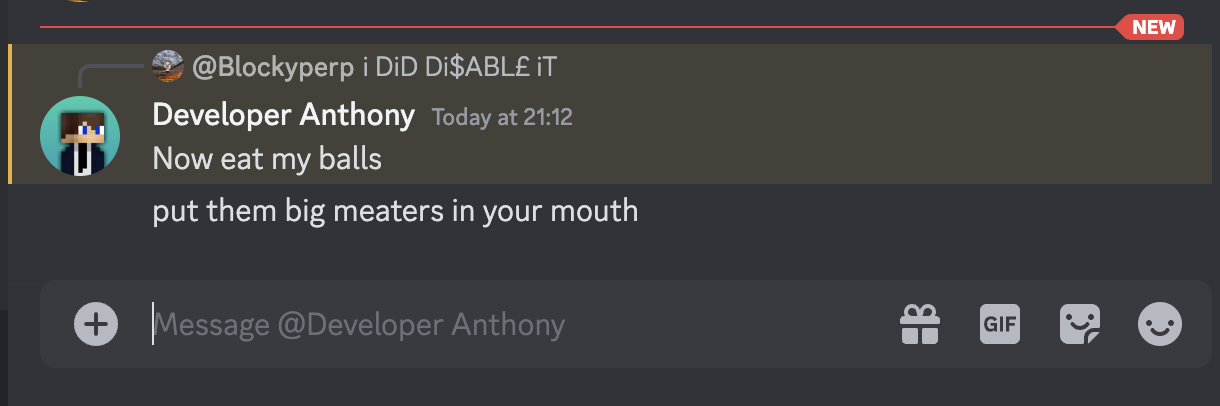 NEW
@Blockyperp i DiD Di$ABL£ iT
Developer Anthony Today at 21:12
Now eat my balls
put them big meaters in your mouth
Message @Developer Anthony
GIF